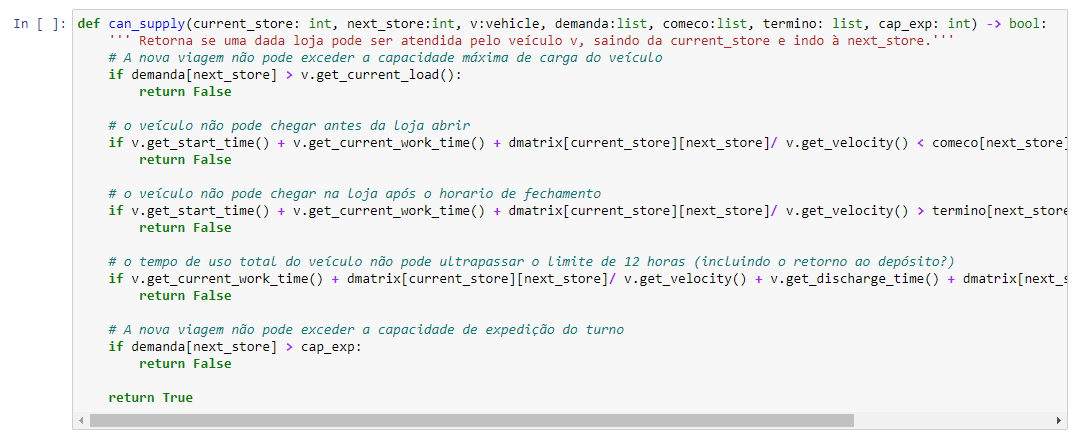 In [ ]: def can_supply(current_store: int, next_store:int, v:vehicle, demanda:list, comeco:list, termino: list, cap_exp: int) -> bool:
''' Retorna se uma dada loja pode ser atendida pelo veículo v, saindo da current_store e indo à next_store.'''
# A nova viagem não pode exceder a capacidade máxima de carga do veículo
if demanda[next_store] > v.get_current_load():
return False
# o veículo não pode chegar antes da loja abrir
if v.get_start_time() + v.get_current_work_time() + dmatrix[current_store][next_store]/ v.get_velocity() < comeco[next_store]
return False
# o veículo não pode chegar na loja após o horario de fechamento
if v.get_start_time() + v.get_current_work_time() + dmatrix[current_store][next_store]/ v.get_velocity() > termino[next_store
return False
# o tempo de uso total do veículo não pode ultrapassar o limite de 12 horas (incluindo o retorno ao depósito?)
if v.get_current_work_time() + dmatrix[current_store][next_store]/ v.get_velocity() + v.get_discharge_time() + dmatrix[next_s
return False
# A nova viagem não pode exceder a capacidade de expedição do turno
if demanda[next_store] > cap_exp:
return False
return True